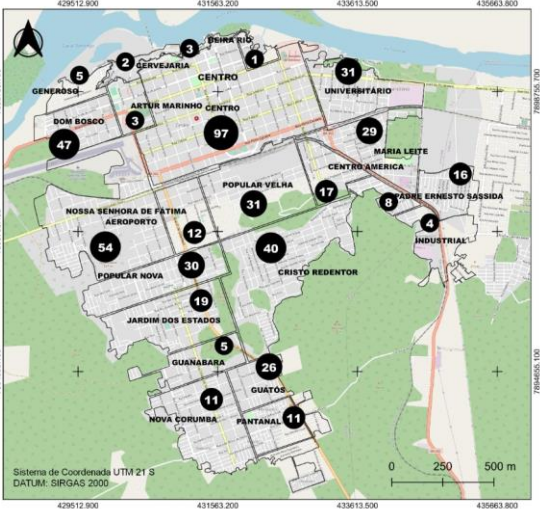 429512.900 431563.200 433613.500 435663.800
BEIRA RIO
3
2
CERVEJARIA
1
5
CENTRO
31
GENEROSO
UNIVERSITÁRIO
7898755.700
ARTUR MARINHO
CENTRO
DOM BOSCO
3
97
29
47
MARIA LEITE
CENTRO AMERICA
16
POPULAR VELHA
17
PADRE ERNESTO SASSIDA
8
NOSSA SENHORA DE FÁTIMA
31
AEROPORTO
12
4
INDUSTRIAL
54
40
30
POPULAR NOVA
CRISTO REDENTOR
19
JARDIM DOS ESTADOS
5
GUANABARA
26
7894655.100
GUATÓS
11
NOVA CORUMBA
PANTANAL
11
Sistema de Coordenada UTM 21 S
DATUM: SIRGAS 2000
0 250 500 m
429512.900 431563.200 433613.500 435663.800